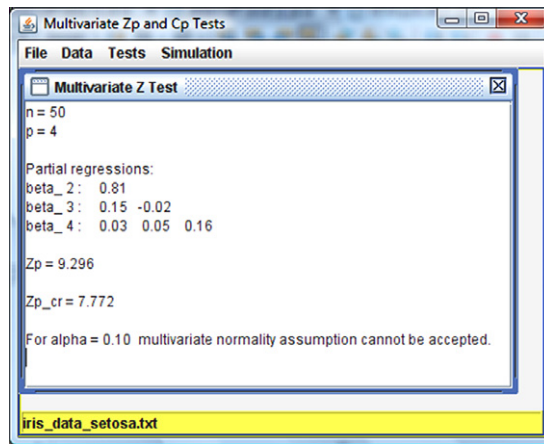 Multivariate Zp and Cp Tests
File Data Tests Simulation
Multivariate Z Test
n = 50
p = 4
Partial regressions:
beta_ 2 : 0.81
beta_ 3 : 0.15 -0.02
beta_ 4 : 0.03 0.05 0.16
Zp = 9.296
Zp_cr = 7.772
For alpha = 0.10 multivariate normality assumption cannot be accepted.
iris_data_setosa.txt